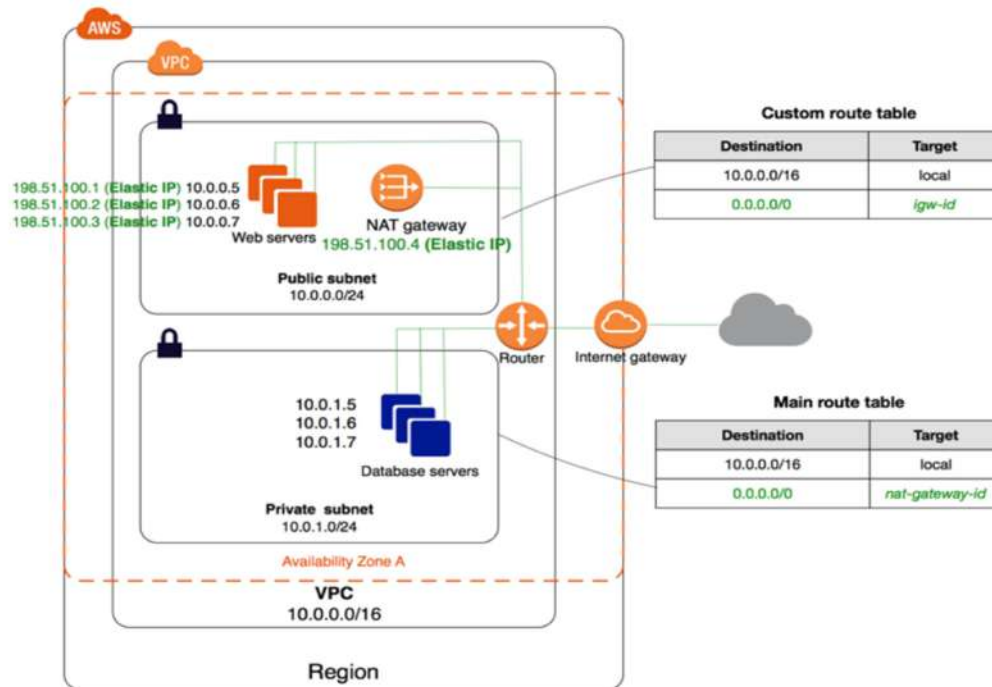 AWS
VPC
Custom route table
Destination Target
10.0.0.0/16 local
0.0.0.0/0 igw-id
198.51.100.1 (Elastic IP) 10.0.0.5
198.51.100.2 (Elastic IP) 10.0.0.6
198.51.100.3 (Elastic IP) 10.0.0.7
Web servers
NAT gateway
198.51.100.4 (Elastic IP)
Public subnet
10.0.0.0/24
Router
Internet gateway
10.0.1.5
10.0.1.6
10.0.1.7
Database servers
Private subnet
10.0.1.0/24
Main route table
Destination Target
10.0.0.0/16 local
0.0.0.0/0 nat-gateway-id
Availability Zone A
VPC
10.0.0.0/16
Region